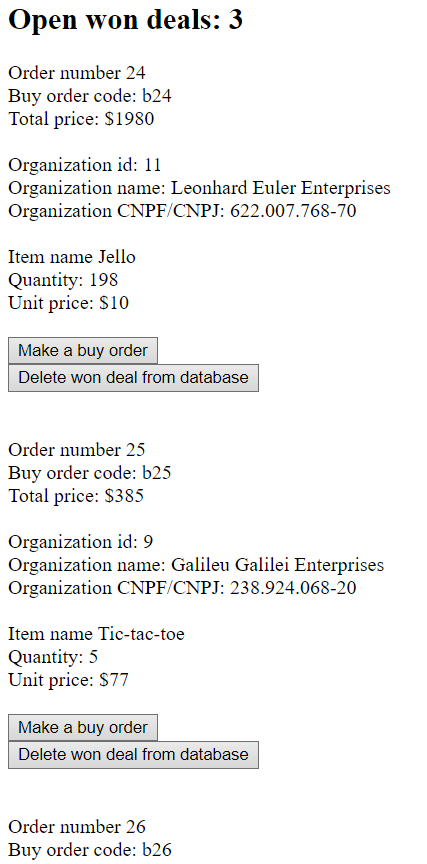 Open won deals: 3
Order number 24
Buy order code: b24
Total price: $1980
Organization id: 11
Organization name: Leonhard Euler Enterprises
Organization CNPF/CNPJ: 622.007.768-70
Item name Jello
Quantity: 198
Unit price: $10
Make a buy order
Delete won deal from database
Order number 25
Buy order code: b25
Total price: $385
Organization id: 9
Organization name: Galileu Galilei Enterprises
Organization CNPF/CNPJ: 238.924.068-20
Item name Tic-tac-toe
Quantity: 5
Unit price: $77
Make a buy order
Delete won deal from database
Order number 26
Buy order code: b26